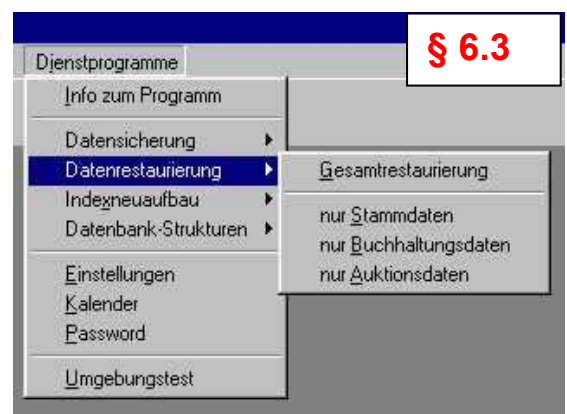 § 6.3
Dienstprogramme
Info zum Programm
Datensicherung
Datenrestaurierung
Indexneuaufbau
Datenbank-Strukturen
Einstellungen
Kalender
Password
Umgebungstest
Gesamtrestaurierung
nur Stammdaten
nur Buchhaltungsdaten
nur Auktionsdaten